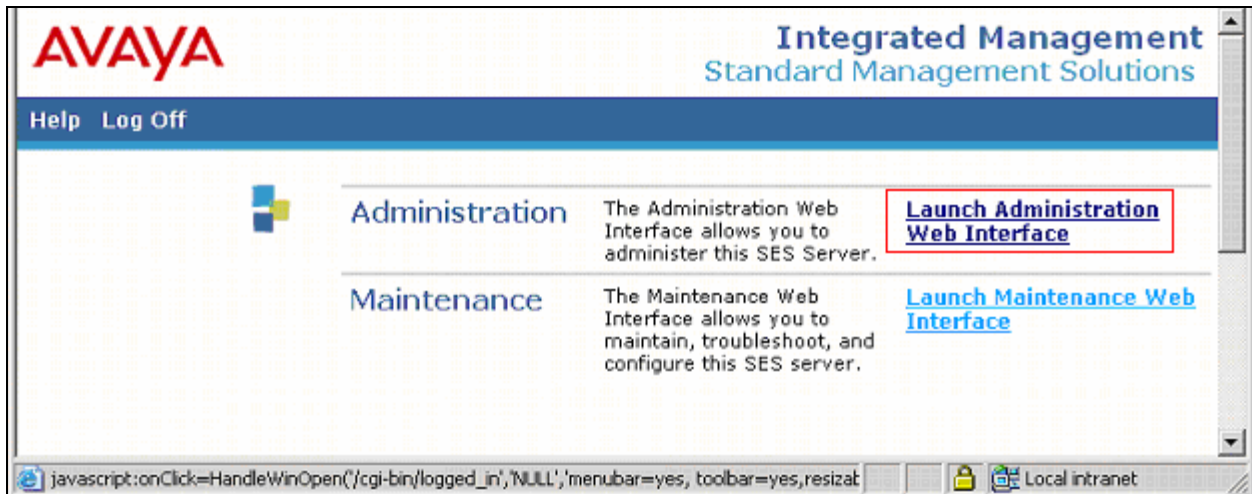 AVAYA
Integrated Management
Standard Management Solutions
Help Log Off
Administration
The Administration Web
Interface allows you to
administer this SES Server.
Launch Administration
Web Interface
Maintenance
The Maintenance Web
Interface allows you to
maintain, troubleshoot, and
configure this SES server.
Launch Maintenance Web
Interface
javascript:onClick=HandleWinOpen('/cgi-bin/logged_in','NULL','menubar=yes, toolbar=yes,resizab
Local intranet